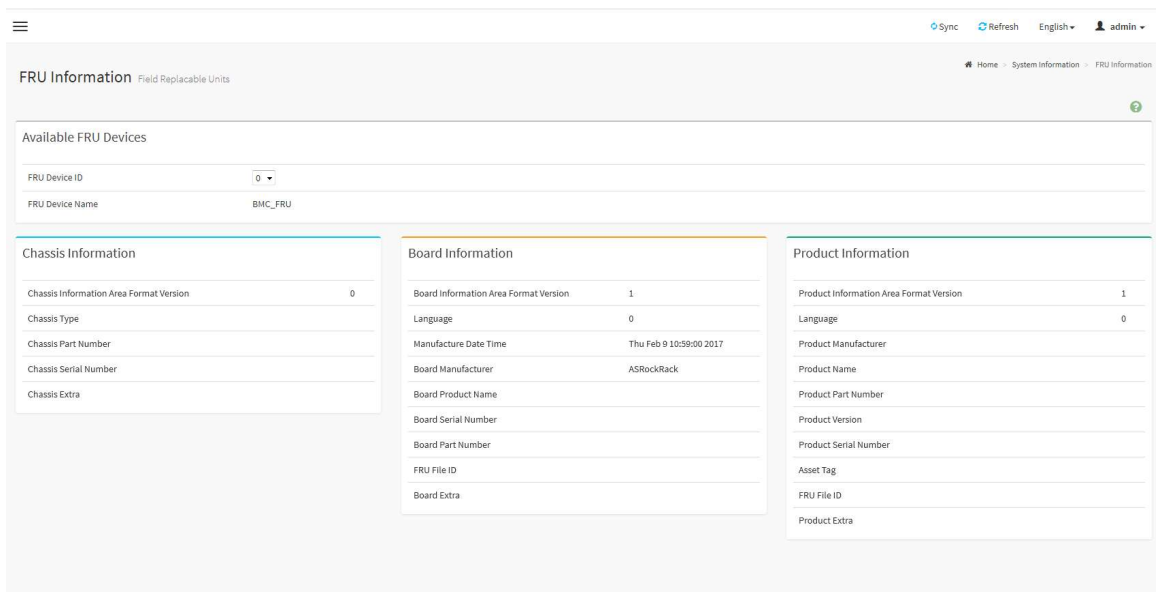 Sync Refresh English admin
FRU Information Field Replacable Units
Home > System Information > FRU Information
Available FRU Devices
FRU Device ID 0
FRU Device Name BMC_FRU
Chassis Information
Chassis Information Area Format Version 0
Chassis Type
Chassis Part Number
Chassis Serial Number
Chassis Extra
Board Information
Board Information Area Format Version 1
Language 0
Manufacture Date Time Thu Feb 9 10:59:00 2017
Board Manufacturer ASRockRack
Board Product Name
Board Serial Number
Board Part Number
FRU File ID
Board Extra
Product Information
Product Information Area Format Version 1
Language 0
Product Manufacturer
Product Name
Product Part Number
Product Version
Product Serial Number
Asset Tag
FRU File ID
Product Extra